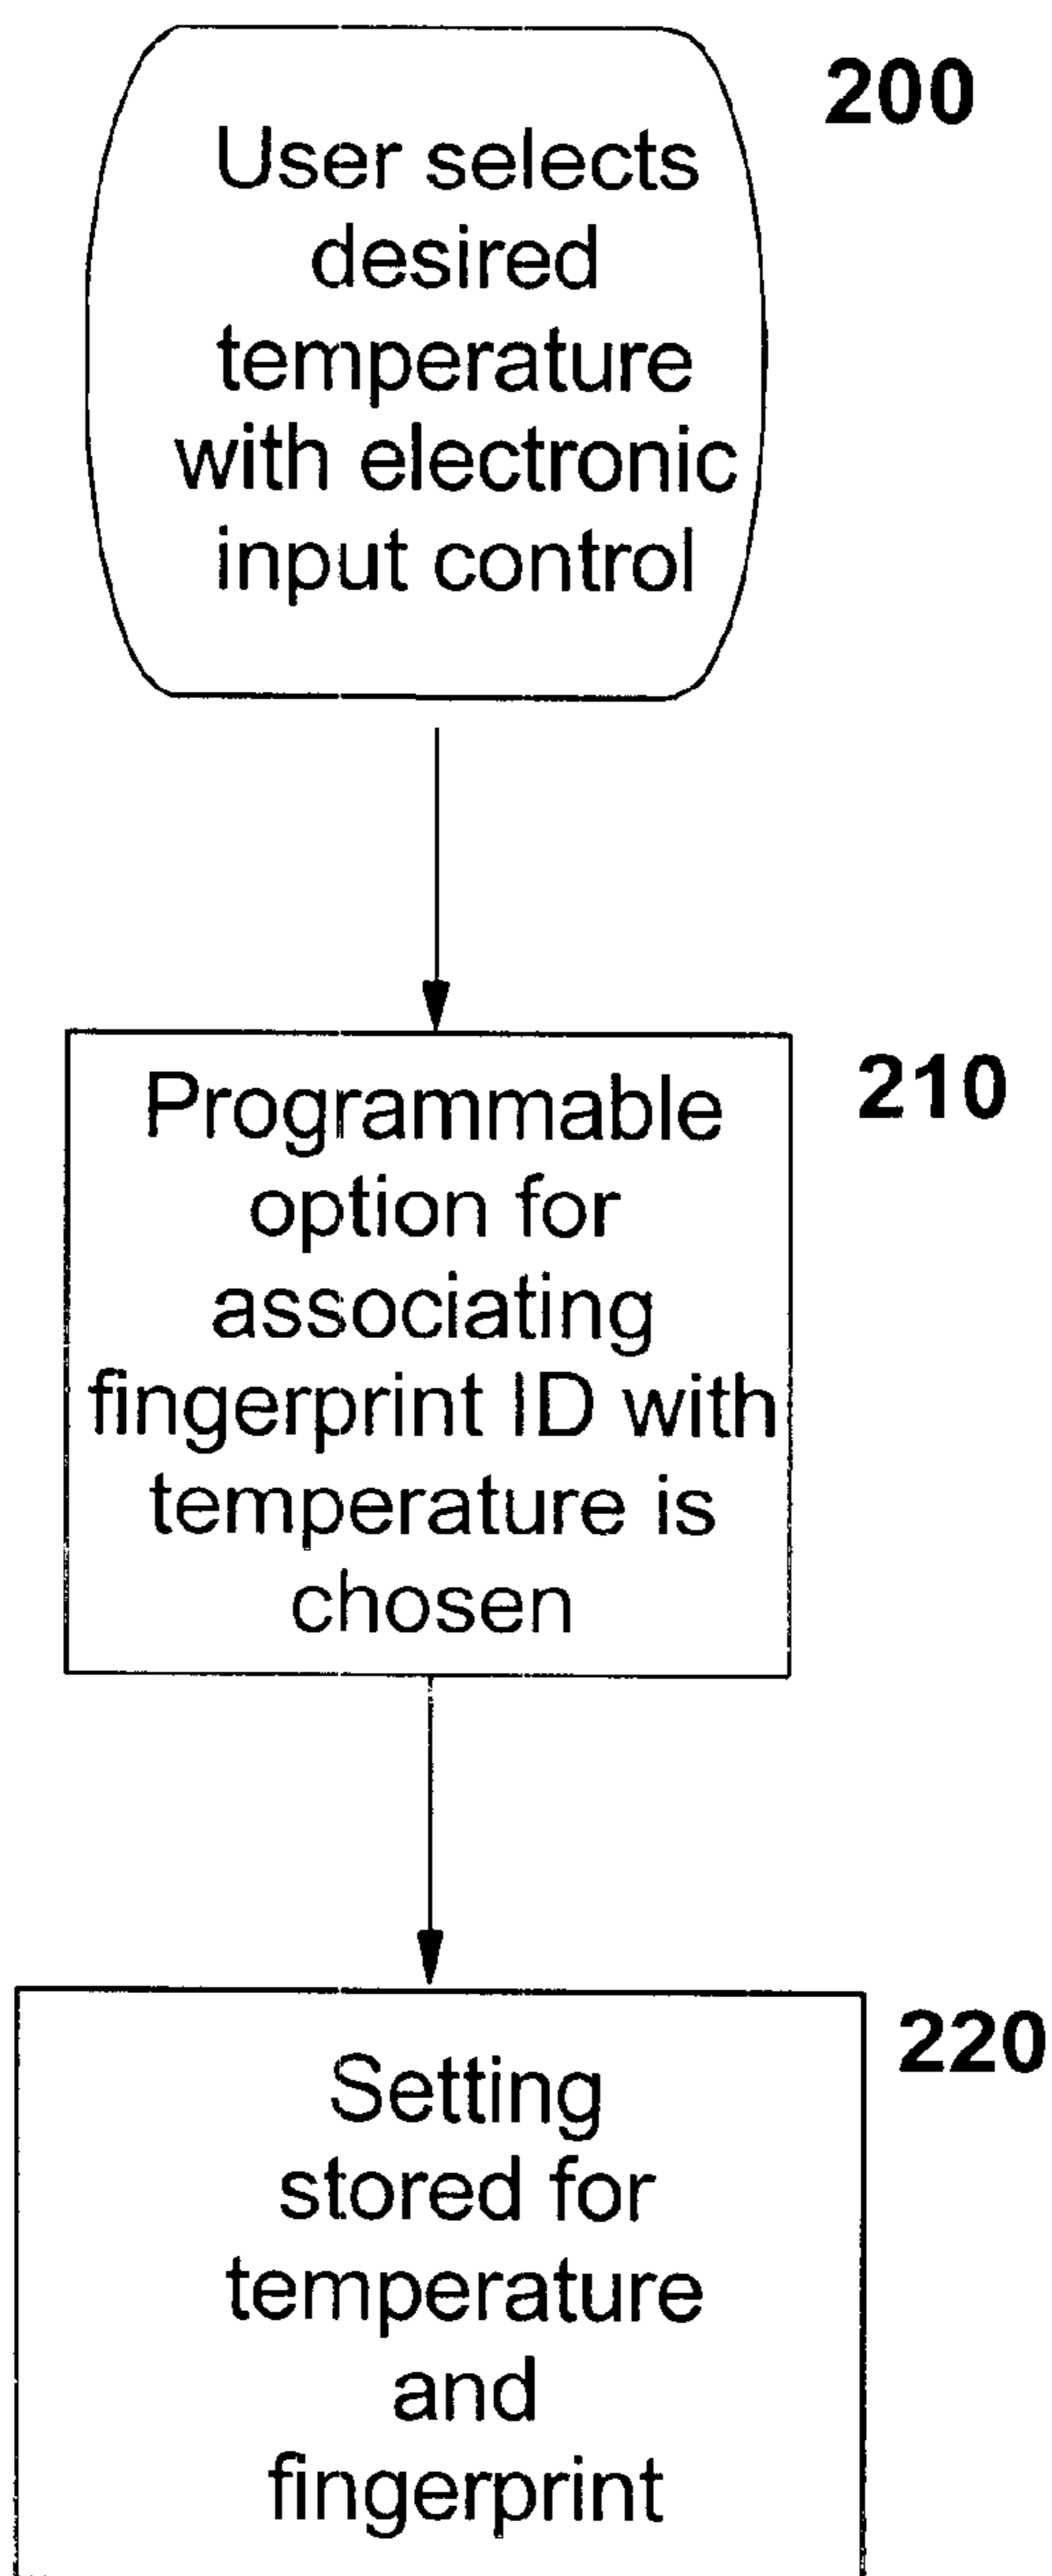 200
User selects
desired
temperature
with electronic
input control
210
Programmable
option for
associating
fingerprint ID with
temperature is
chosen
220
Setting
stored for
temperature
and
fingerprint